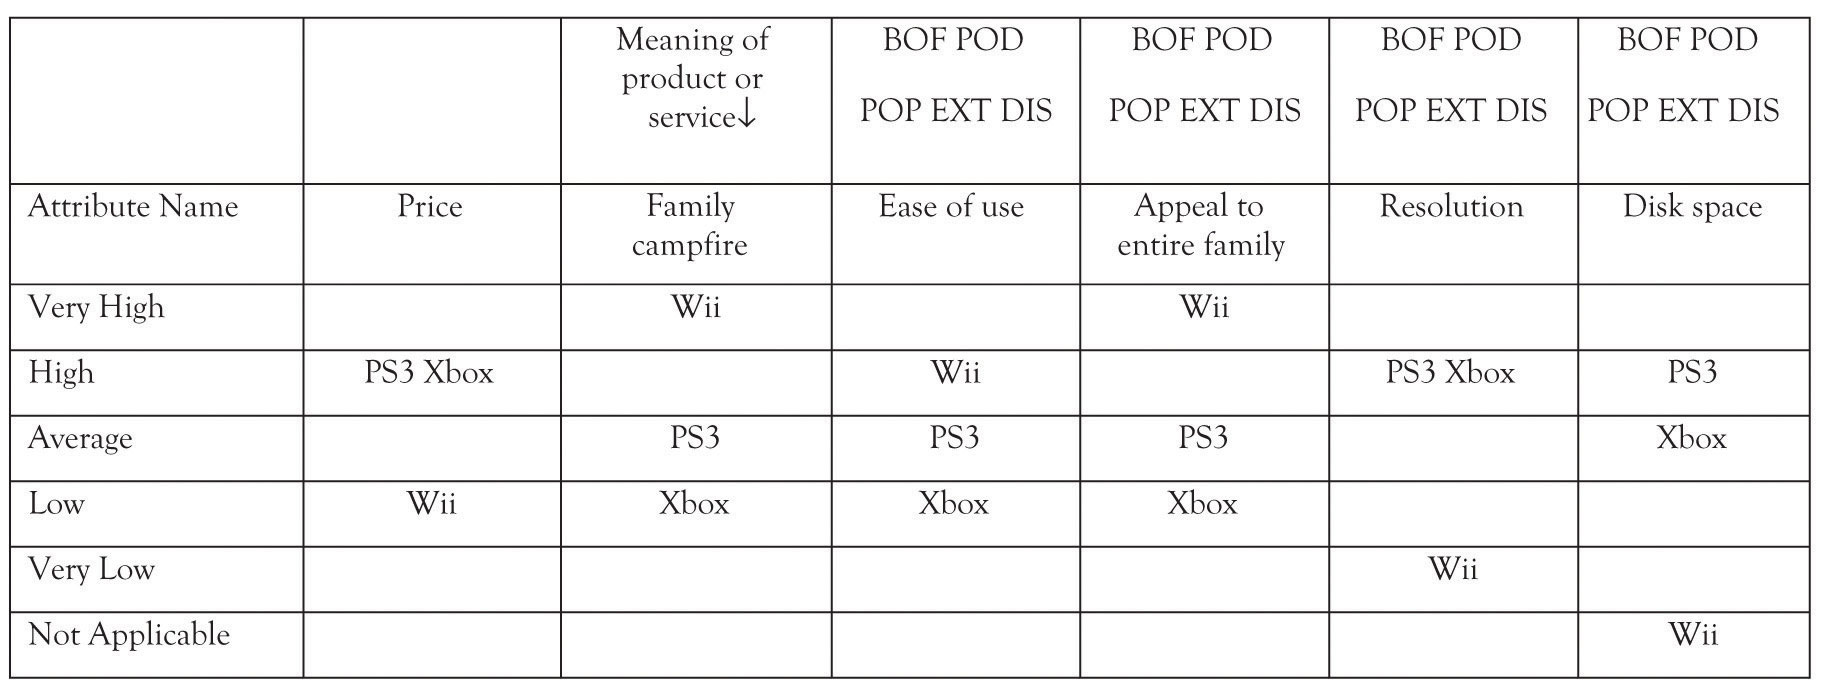 Meaning of product or service↓ BOF POD BOF POD BOF POD BOF POD
POP EXT DIS POP EXT DIS POP EXT DIS POP EXT DIS
Attribute Name Price Family campfire Ease of use Appeal to entire family Resolution Disk space
Very High Wii Wii
High PS3 Xbox Wii PS3 Xbox PS3
Average PS3 PS3 PS3 Xbox
Low Wii Xbox Xbox Xbox
Very Low Wii
Not Applicable Wii